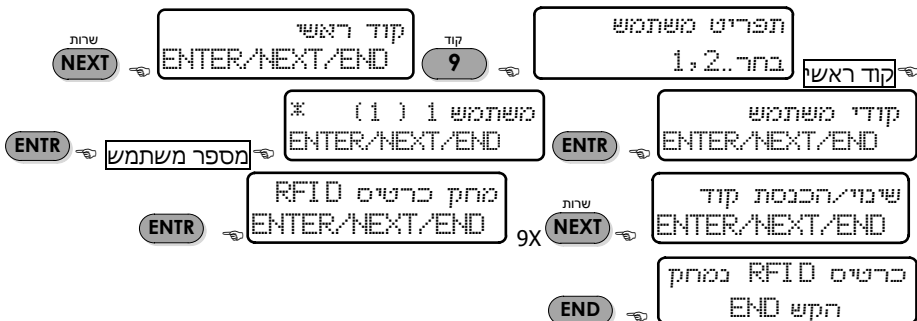 קוד ראשי
תפריט משתמש
בחר..1,2
קוד
9
קוד ראשי
ENTER/NEXT/END
שרות
NEXT
קודי משתמש
ENTER/NEXT/END
ENTR
משתמש 1 (1) *
ENTER/NEXT/END
מספר משתמש
ENTR
שינוי/הכנסת קוד
ENTER/NEXT/END
שרות
NEXT
9X
מחק כרטיס RFID
ENTER/NEXT/END
ENTR
כרטיס RFID נמחק
הקש END
END